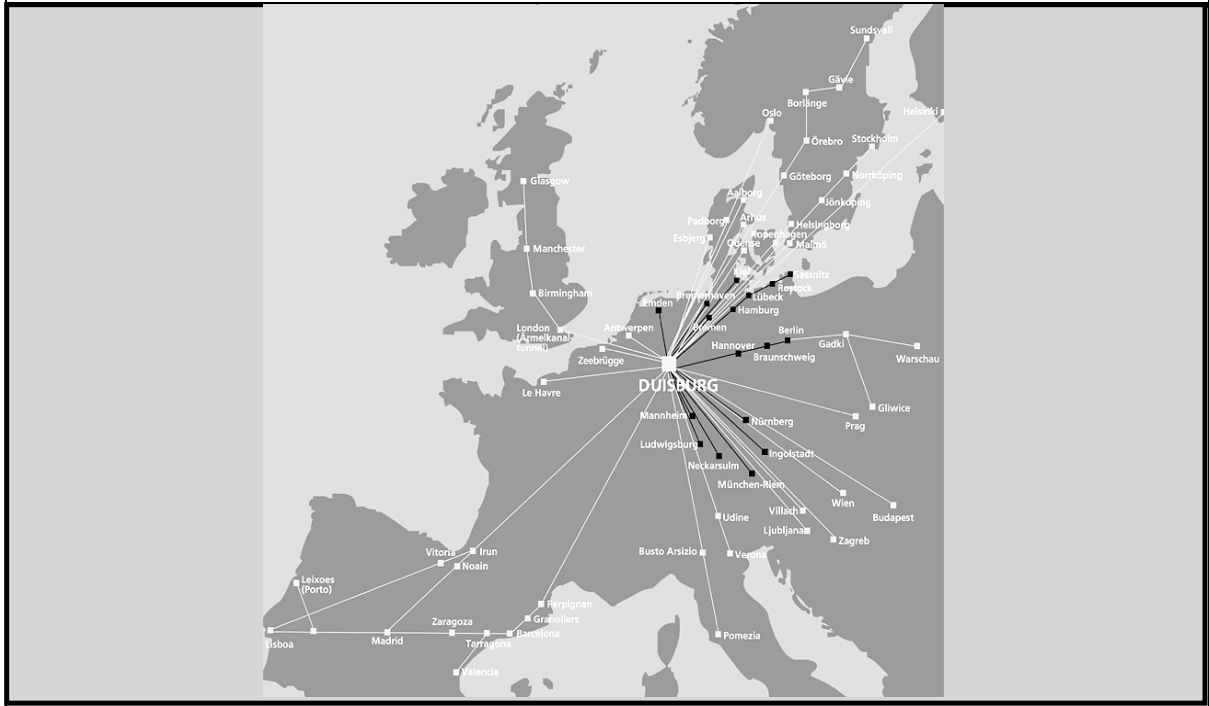 Sundsvall
Gävie
Borlänge
Helsinki
Oslo
Örebro
Stockholm
Glasgow
Göteborg
Norrköping
Aalborg
Jönköping
Padborg
Arhus
Helsingborg
Kopenhagen
Esbjerg
Odense
Malmö
Manchester
Kiel
Sassnitz
Rostock
Birmingham
Bremerhaven
Lübeck
Emden
Hamburg
London
(Ärmelkanal-
tunnel)
Antwerpen
Bremen
Berlin
Hannover
Gadki
Zeebrügge
Braunschweig
Warschau
DUISBURG
Le Havre
Gliwice
Mannheim
Nürnberg
Prag
Ludwigsburg
Ingolstadt
Neckarsulm
München-Riem
Wien
Villach
Udine
Budapest
Ljubljana
Zagreb
Vitoria
Irun
Busto Arsizio
Verona
Noain
Leixoes
(Porto)
Perpignan
Granollers
Zaragoza
Barcelona
Pomezia
Lisboa
Madrid
Tarragona
Valencia